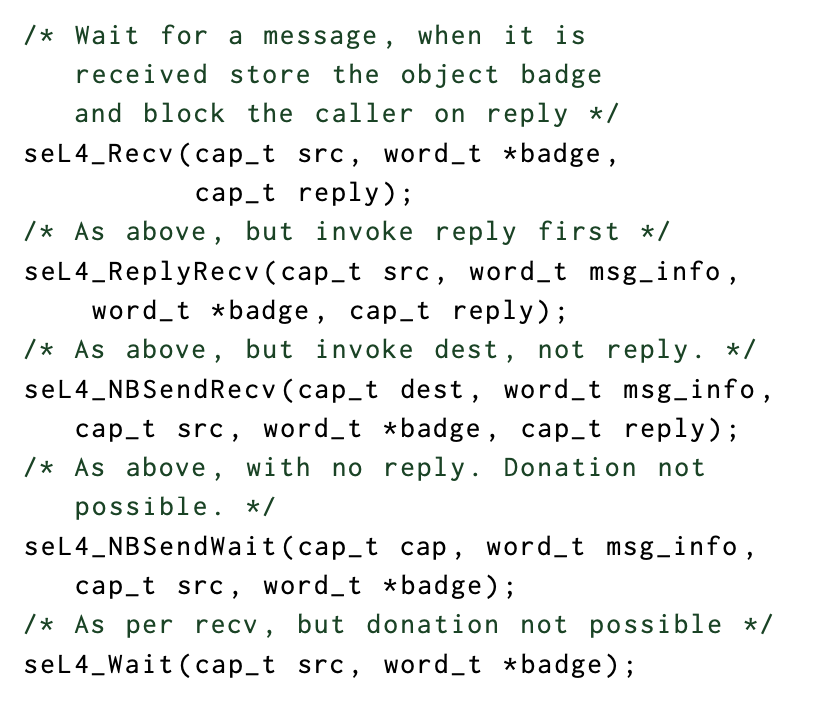 /* Wait for a message, when it is
   received store the object badge
   and block the caller on reply */
seL4_Recv(cap_t src, word_t *badge,
          cap_t reply);
/* As above, but invoke reply first */
seL4_ReplyRecv(cap_t src, word_t msg_info,
    word_t *badge, cap_t reply);
/* As above, but invoke dest, not reply. */
seL4_NBSendRecv(cap_t dest, word_t msg_info,
   cap_t src, word_t *badge, cap_t reply);
/* As above, with no reply. Donation not
   possible. */
seL4_NBSendWait(cap_t cap, word_t msg_info,
   cap_t src, word_t *badge);
/* As per recv, but donation not possible */
seL4_Wait(cap_t src, word_t *badge);